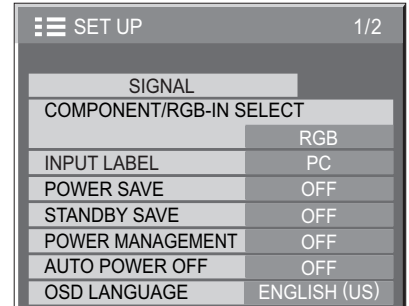 SET UP 1/2
SIGNAL
COMPONENT/RGB-IN SELECT
RGB
INPUT LABEL PC
POWER SAVE OFF
STANDBY SAVE OFF
POWER MANAGEMENT OFF
AUTO POWER OFF OFF
OSD LANGUAGE ENGLISH (US)